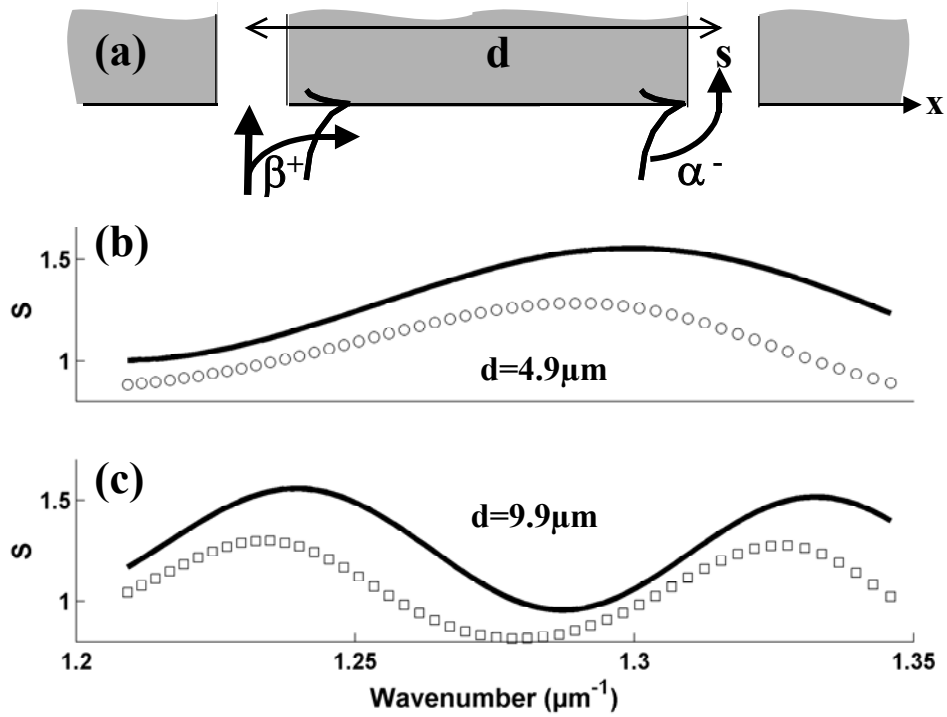 (a)
d
s
x
β+
α -
(b)
1.5
1
S
d=4.9μm
(c)
1.5
1
S
d=9.9μm
1.2 1.25 1.3 1.35
Wavenumber (μm⁻¹)